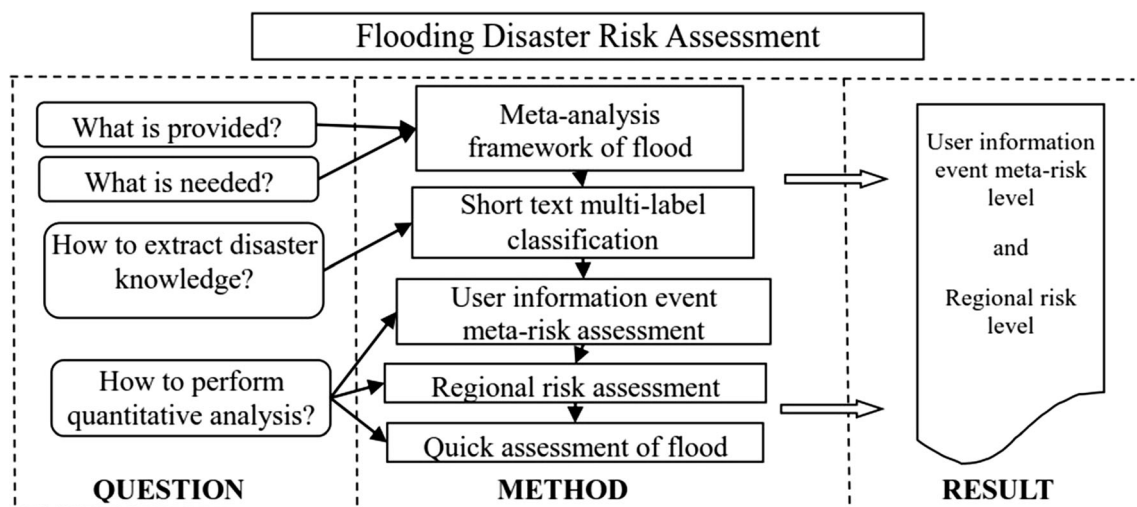 Flooding Disaster Risk Assessment
What is provided?
What is needed?
How to extract disaster
knowledge?
How to perform
quantitative analysis?
QUESTION
Meta-analysis
framework of flood
Short text multi-label
classification
User information event
meta-risk assessment
Regional risk assessment
Quick assessment of flood
METHOD
User information
event meta-risk
level
and
Regional risk
level
RESULT